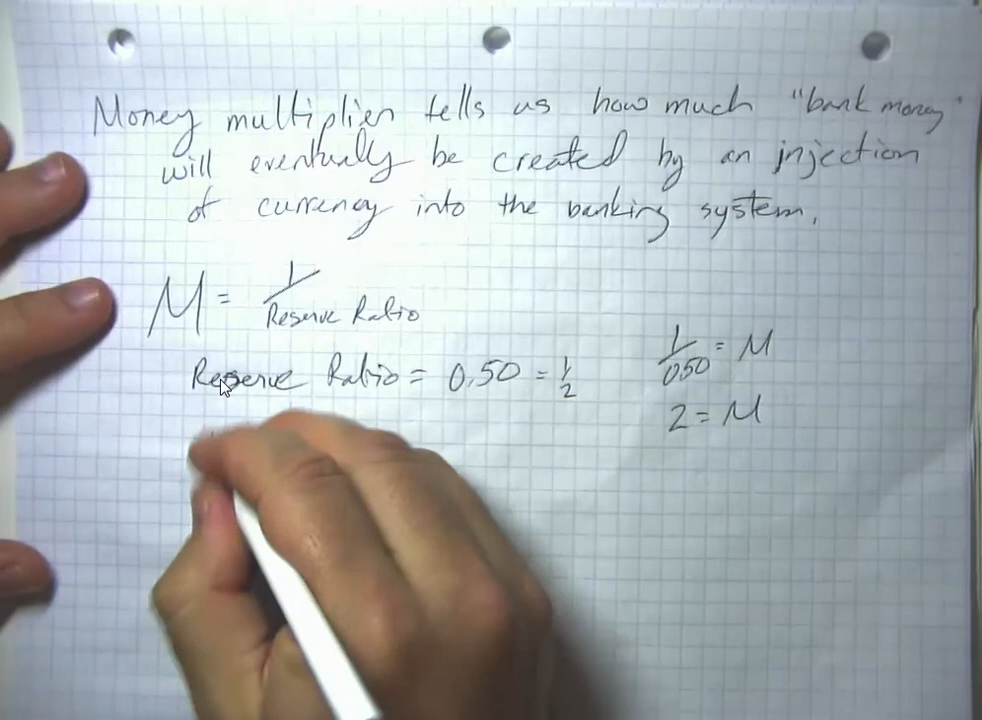 Money multiplier tells us how much "bank money"
will eventually be created by an injection
of currency into the banking system.
M = 1/Reserve Ratio
Reserve Ratio = 0.50 = 1/2
1/0.50 = M
2 = M